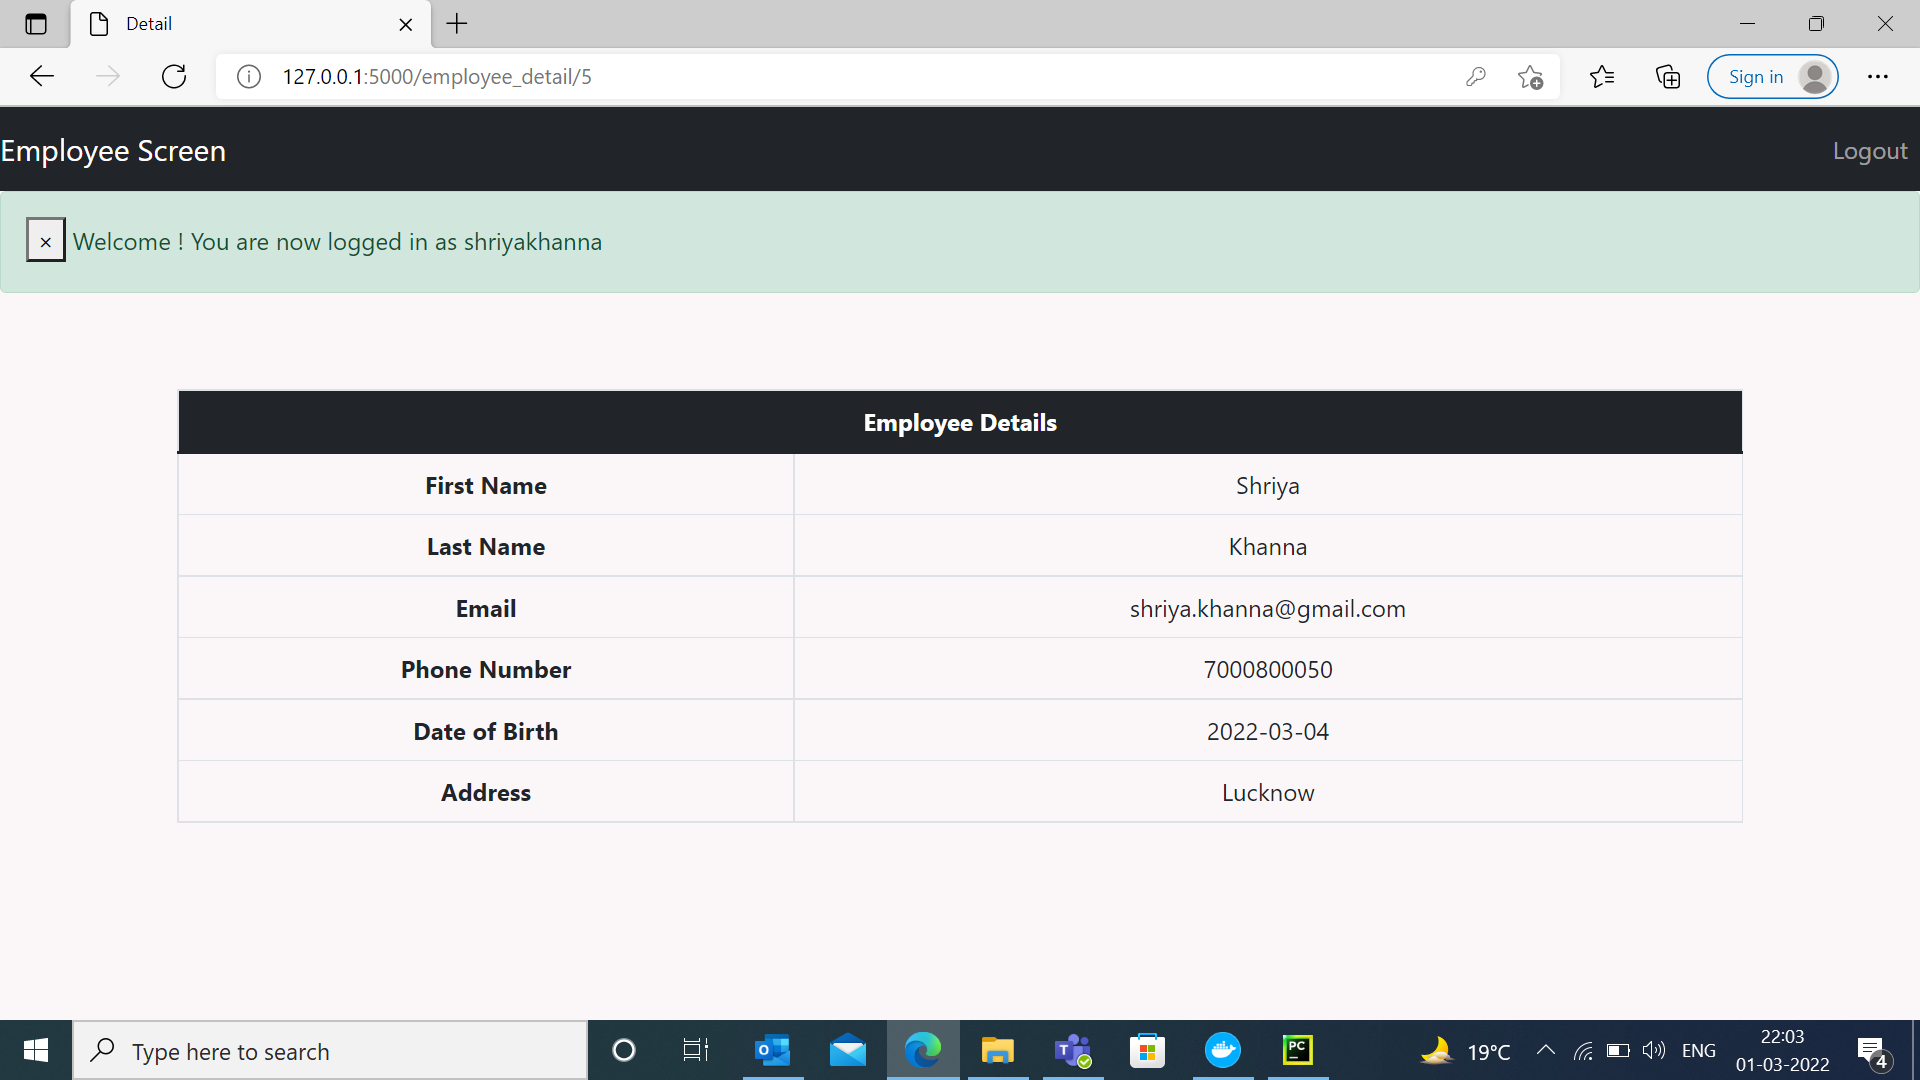 Detail
127.0.0.1:5000/employee_detail/5
Sign in
Employee Screen
Logout
× Welcome ! You are now logged in as shriyakhanna
Employee Details
First Name Shriya
Last Name Khanna
Email shriya.khanna@gmail.com
Phone Number 7000800050
Date of Birth 2022-03-04
Address Lucknow
Type here to search
19°C
ENG
22:03
01-03-2022
4